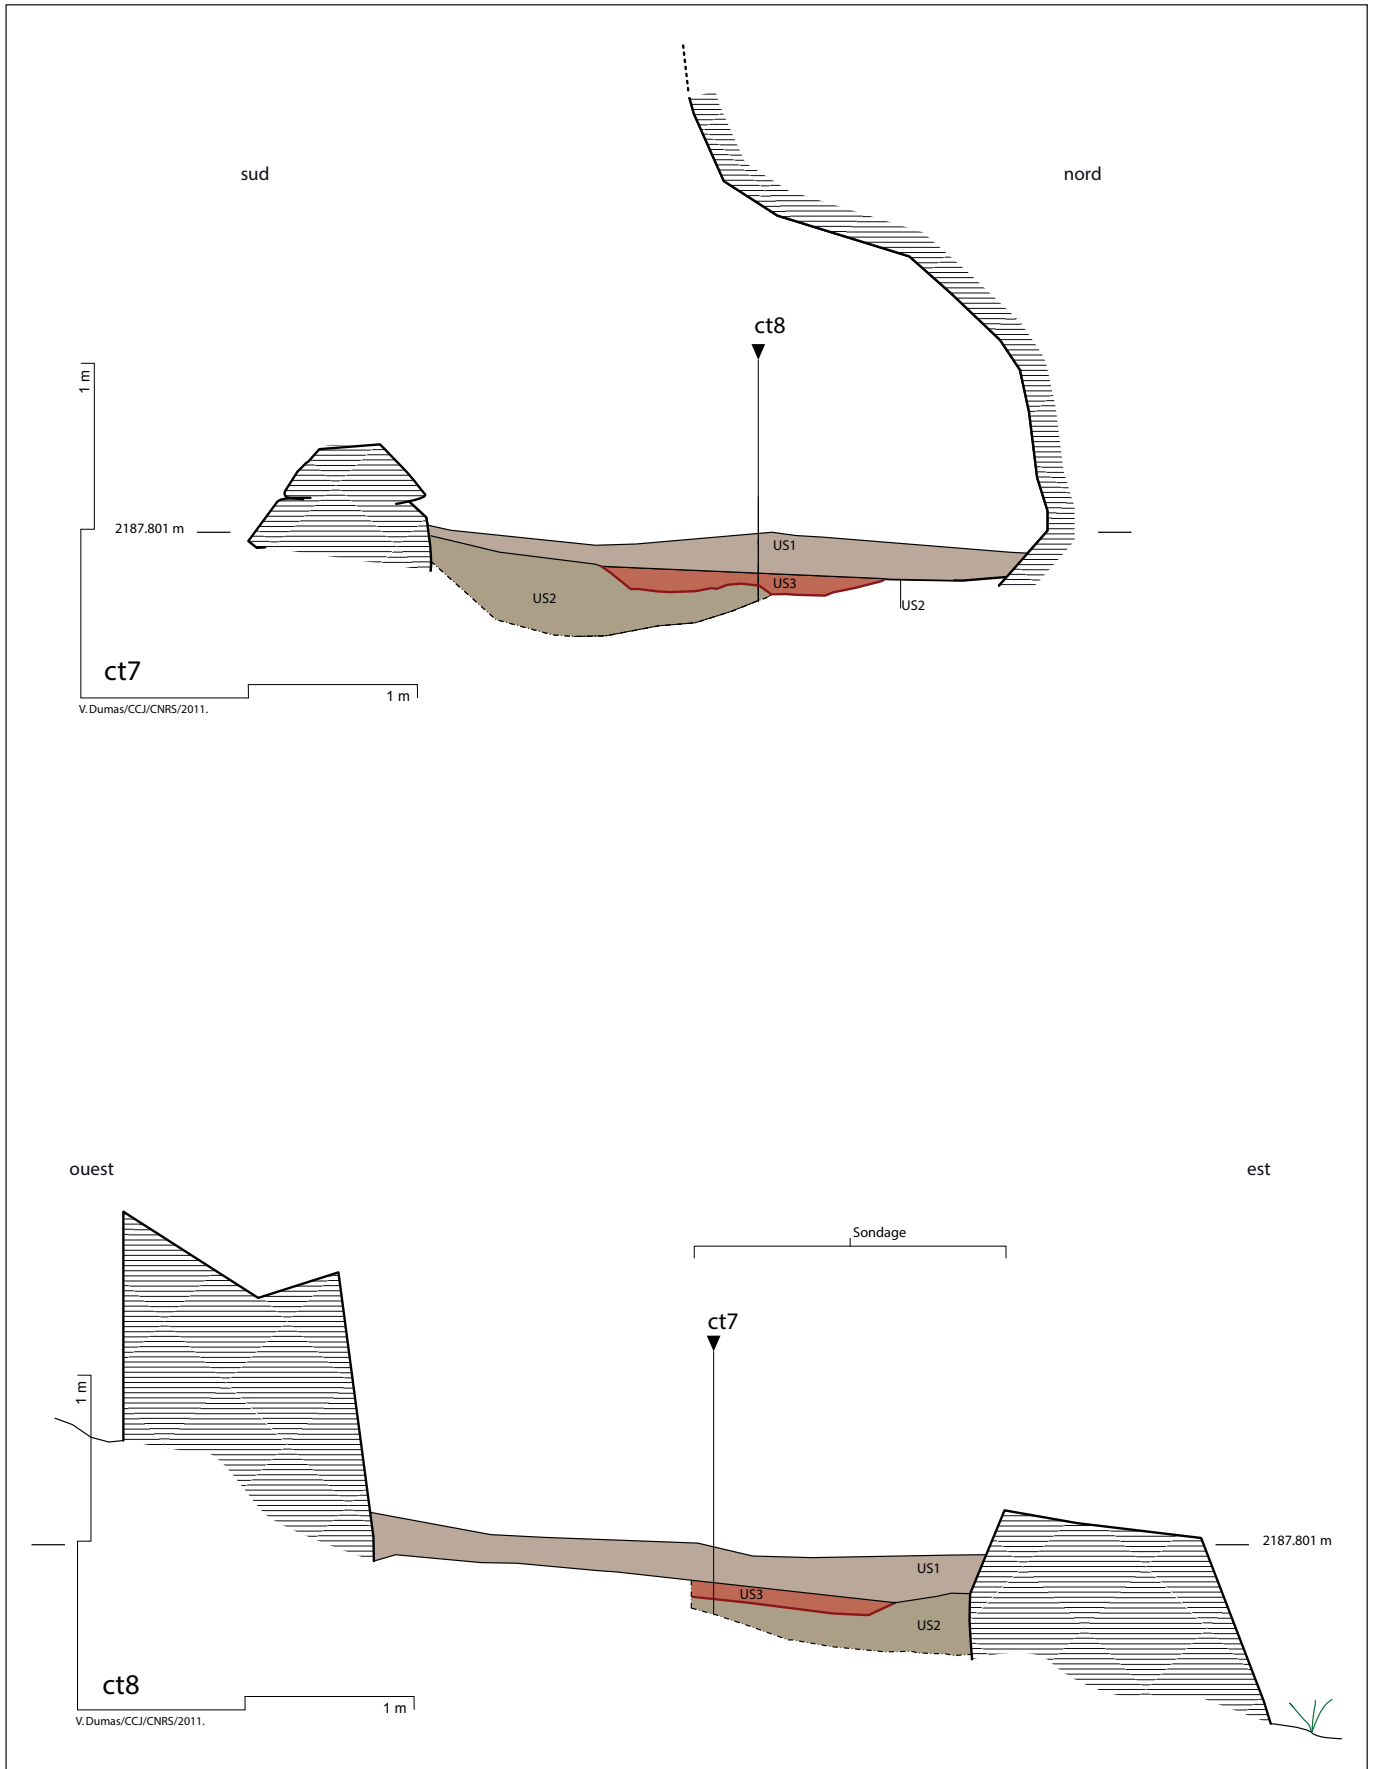 sud
nord
ct8
1 m
2187.801 m
US1
US3
US2
US2
ct7
1 m
V. Dumas/CCJ/CNRS/2011.
ouest
est
Sondage
ct7
1 m
2187.801 m
US1
US3
US2
ct8
1 m
V. Dumas/CCJ/CNRS/2011.